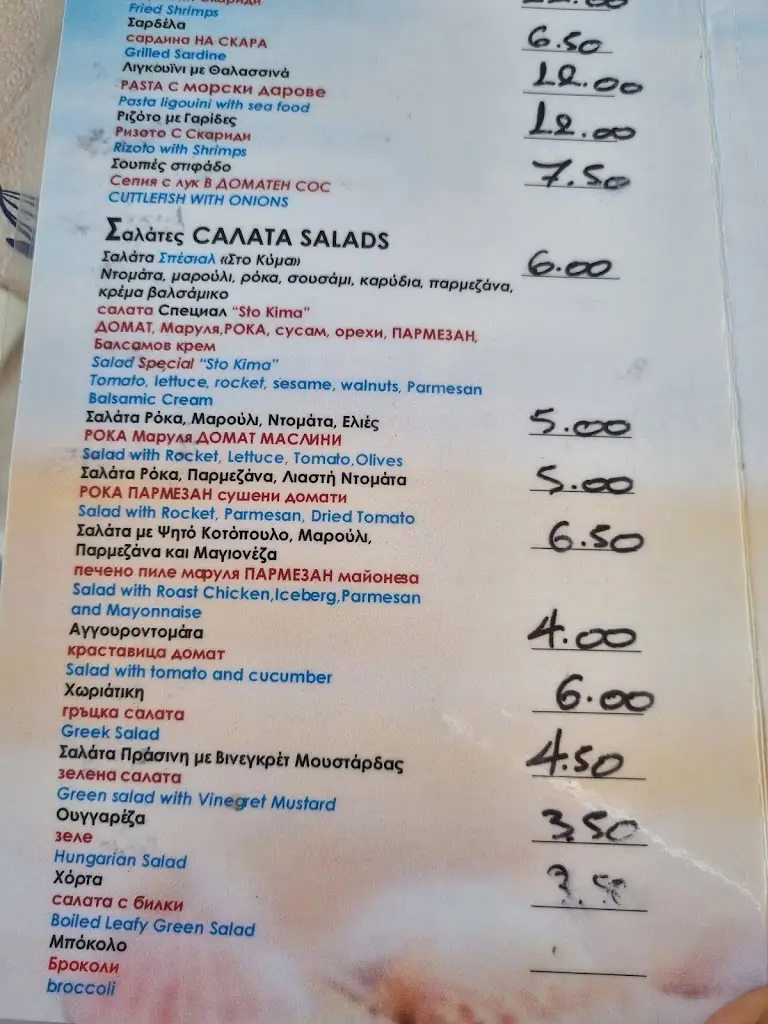 Fried Shrimps
Σαρδέλα
сардина НА СКАРА 6.50
Grilled Sardine
Λιγκουίνι με Θαλασσινά 12.00
PASTA с морски дарове
Pasta ligouini with sea food
Ριζότο με Γαρίδες 12.00
Ризото С Скариди
Rizoto with Shrimps
Σουπιές στιφάδο 7.50
Сепия с лук В ДОМАТЕН СОС
CUTTLEFISH WITH ONIONS
Σαλάτες САЛАТА SALADS
Σαλάτα Σπέσιαλ «Στο Κύμα» 6.00
Ντομάτα, μαρούλι, ρόκα, σουσάμι, καρύδια, παρμεζάνα,
κρέμα βαλσάμικο
салата Специал "Sto Kima"
ДОМАТ, Маруля,РОКА, сусам, орехи, ПАРМЕЗАН,
Балсамов крем
Salad Special "Sto Kima"
Tomato, lettuce, rocket, sesame, walnuts, Parmesan
Balsamic Cream
Σαλάτα Ρόκα, Μαρούλι, Ντομάτα, Ελιές 5.00
РОКА Маруля ДОМАТ МАСЛИНИ
Salad with Rocket, Lettuce, Tomato,Olives
Σαλάτα Ρόκα, Παρμεζάνα, Λιαστή Ντομάτα 5.00
РОКА ПАРМЕЗАН сушени домати
Salad with Rocket, Parmesan, Dried Tomato
Σαλάτα με Ψητό Κοτόπουλο, Μαρούλι, 6.50
Παρμεζάνα και Μαγιονέζα
печено пиле маруля ПАРМЕЗАН майонеза
Salad with Roast Chicken,Iceberg,Parmesan
and Mayonnaise
Αγγουροντομάτα 4.00
краставица домат
Salad with tomato and cucumber
Χωριάτικη 6.00
гръцка салата
Greek Salad
Σαλάτα Πράσινη με Βινεγκρέτ Μουστάρδας 4.50
зелена салата
Green salad with Vinegret Mustard
Ουγγαρέζα 3.50
зеле
Hungarian Salad
Χόρτα
салата с билки
Boiled Leafy Green Salad
Μπόκολο
Броколи
broccoli